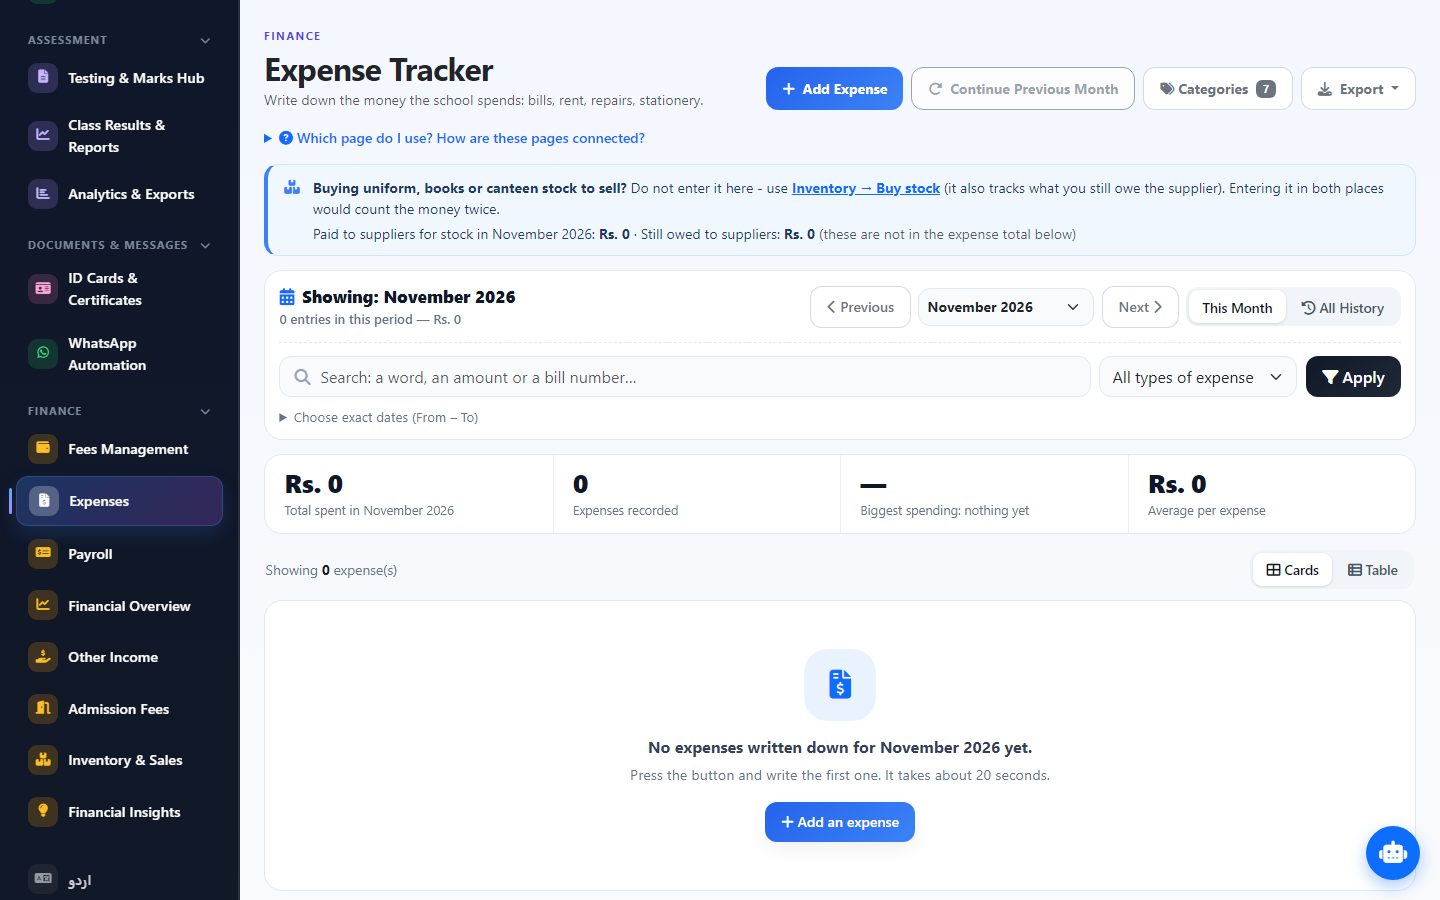 ASSESSMENT
Testing & Marks Hub
Class Results &
Reports
Analytics & Exports
DOCUMENTS & MESSAGES
ID Cards &
Certificates
WhatsApp
Automation
FINANCE
Fees Management
Expenses
Payroll
Financial Overview
Other Income
Admission Fees
Inventory & Sales
Financial Insights
اردو
FINANCE
Expense Tracker
Write down the money the school spends: bills, rent, repairs, stationery.
Add Expense
Continue Previous Month
Categories 7
Export
Which page do I use? How are these pages connected?
Buying uniform, books or canteen stock to sell? Do not enter it here - use Inventory → Buy stock (it also tracks what you still owe the supplier). Entering it in both places
would count the money twice.
Paid to suppliers for stock in November 2026: Rs. 0 · Still owed to suppliers: Rs. 0 (these are not in the expense total below)
Showing: November 2026
0 entries in this period — Rs. 0
Previous
November 2026
Next
This Month
All History
Search: a word, an amount or a bill number...
All types of expense
Apply
Choose exact dates (From – To)
Rs. 0
Total spent in November 2026
0
Expenses recorded
—
Biggest spending: nothing yet
Rs. 0
Average per expense
Showing 0 expense(s)
Cards
Table
No expenses written down for November 2026 yet.
Press the button and write the first one. It takes about 20 seconds.
Add an expense